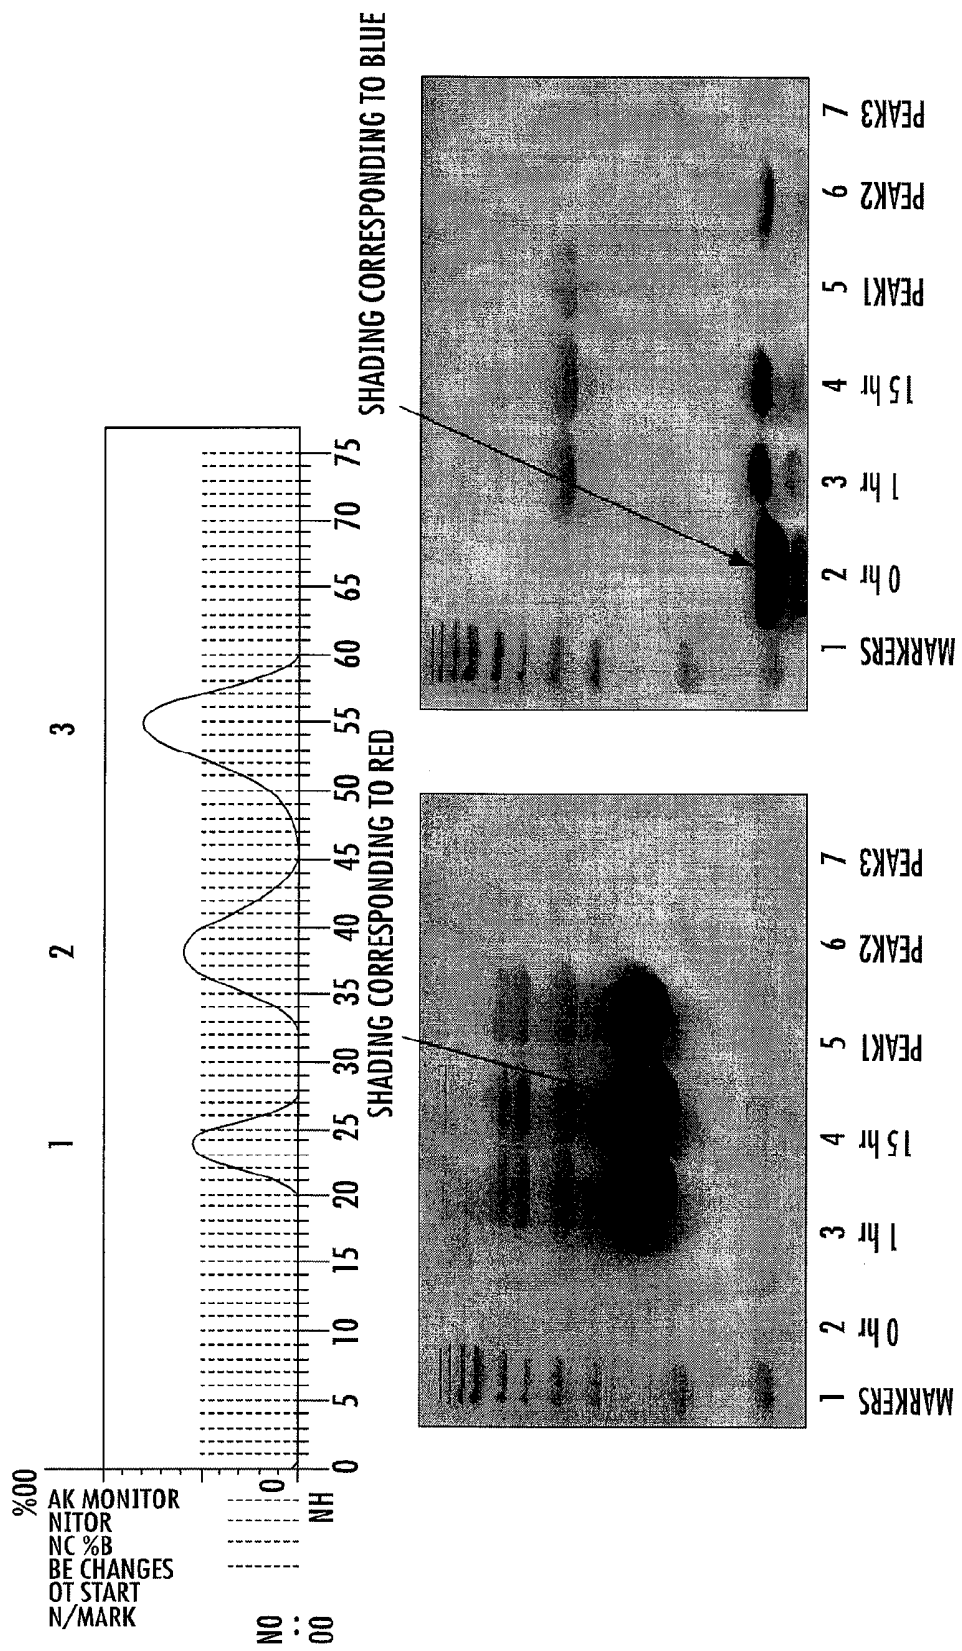 %00
AK MONITOR
NITOR
NC %B
BE CHANGES
OT START
N/MARK
NO :
00
0
HN
1
2
3
0 5 10 15 20 25 30 35 40 45 50 55 60 65 70 75
SHADING CORRESPONDING TO RED
1 2 3 4 5 6 7
MARKERS 0 hr 1 hr 15 hr PEAK1 PEAK2 PEAK3
SHADING CORRESPONDING TO BLUE
1 2 3 4 5 6 7
MARKERS 0 hr 1 hr 15 hr PEAK1 PEAK2 PEAK3